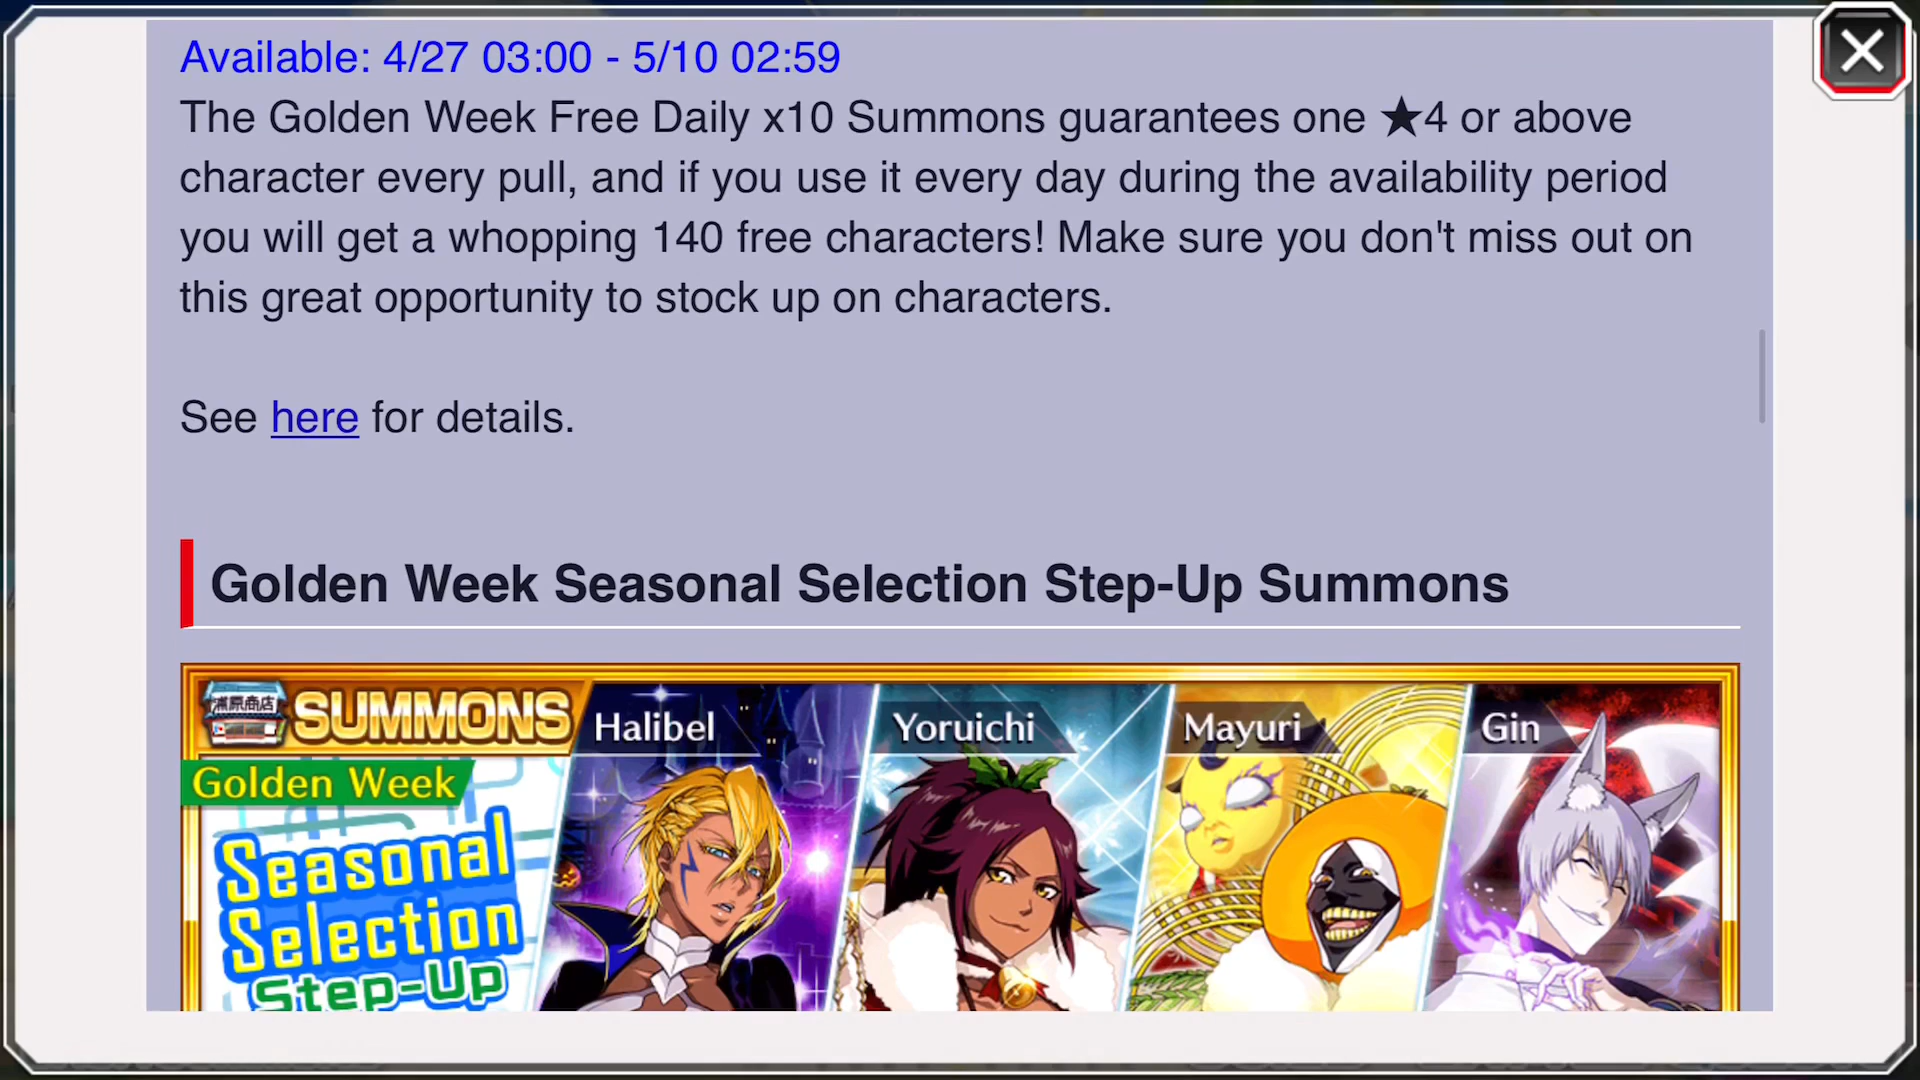 Available: 4/27 03:00 - 5/10 02:59
The Golden Week Free Daily x10 Summons guarantees one ★4 or above
character every pull, and if you use it every day during the availability period
you will get a whopping 140 free characters! Make sure you don't miss out on
this great opportunity to stock up on characters.
See here for details.
Golden Week Seasonal Selection Step-Up Summons
浦原商店
SUMMONS
Halibel
Yoruichi
Mayuri
Gin
Golden Week
Seasonal
Selection
Step-Up